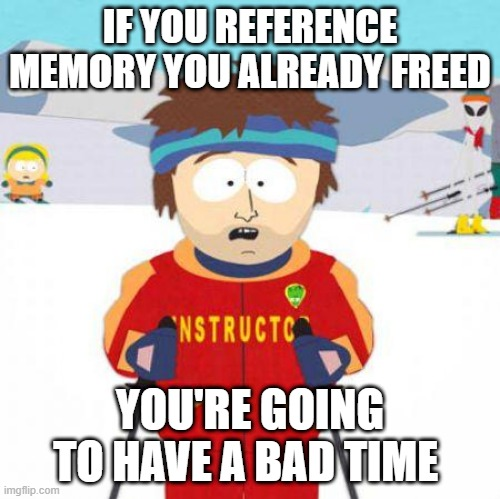 IF YOU REFERENCE
MEMORY YOU ALREADY FREED
NSTRUCTO
YOU'RE GOING
TO HAVE A BAD TIME
imgflip.com